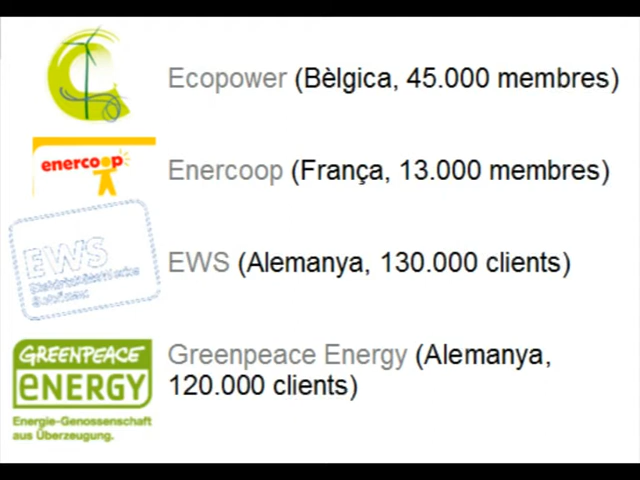 Ecopower (Bèlgica, 45.000 membres)
enercoop
Enercoop (França, 13.000 membres)
EWS
EWS (Alemanya, 130.000 clients)
GREENPEACE
ENERGY
Energie-Genossenschaft
aus Überzeugung.
Greenpeace Energy (Alemanya,
120.000 clients)